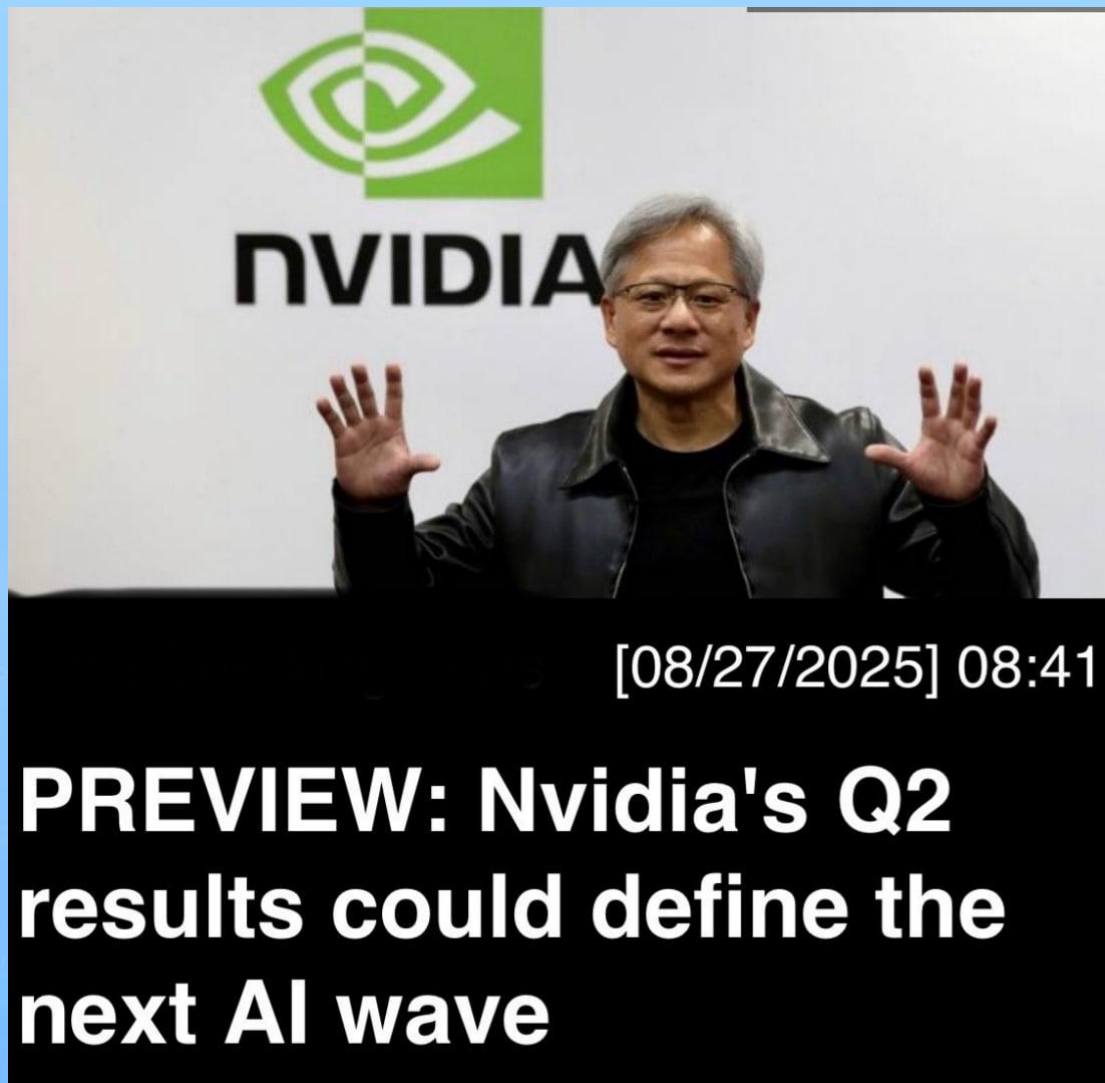 NVIDIA
[08/27/2025] 08:41
PREVIEW: Nvidia's Q2
results could define the
next AI wave